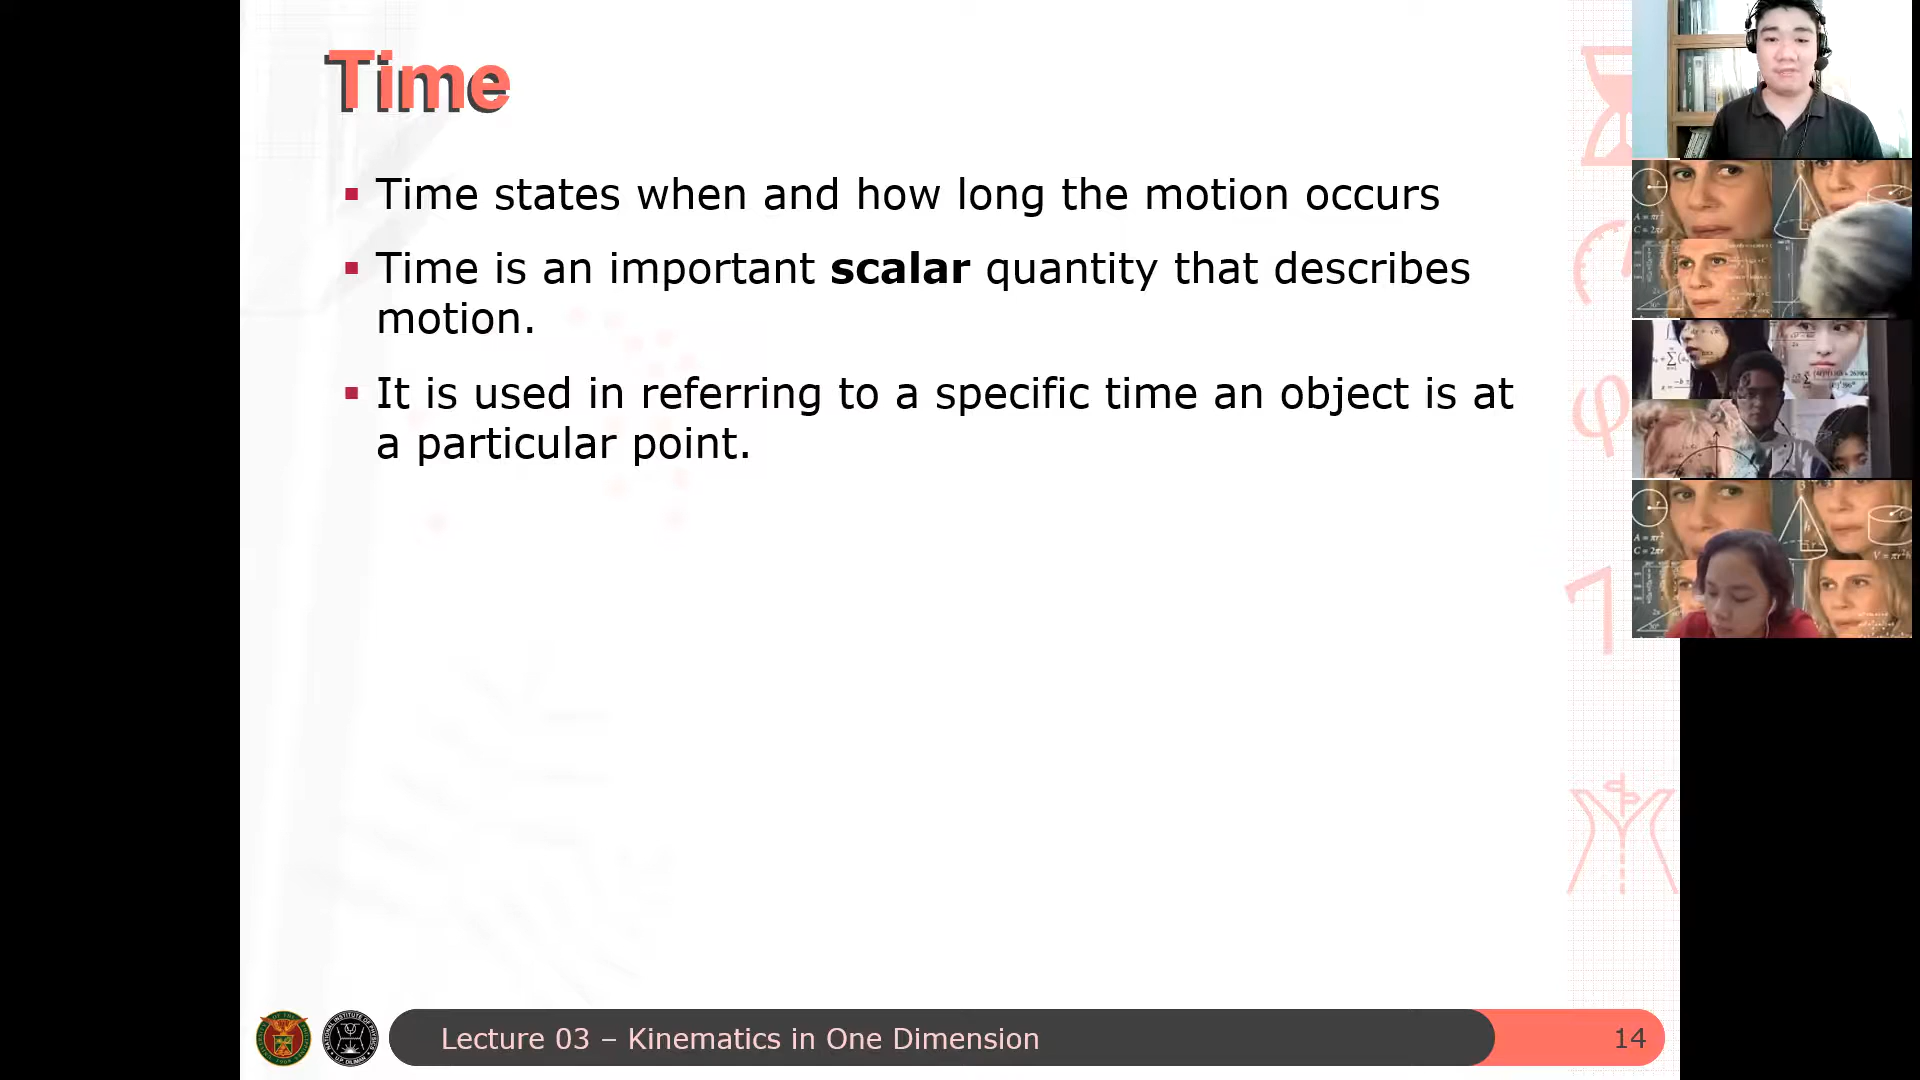 Time
Time states when and how long the motion occurs
Time is an important scalar quantity that describes
motion.
It is used in referring to a specific time an object is at
a particular point.
Lecture 03 – Kinematics in One Dimension
14